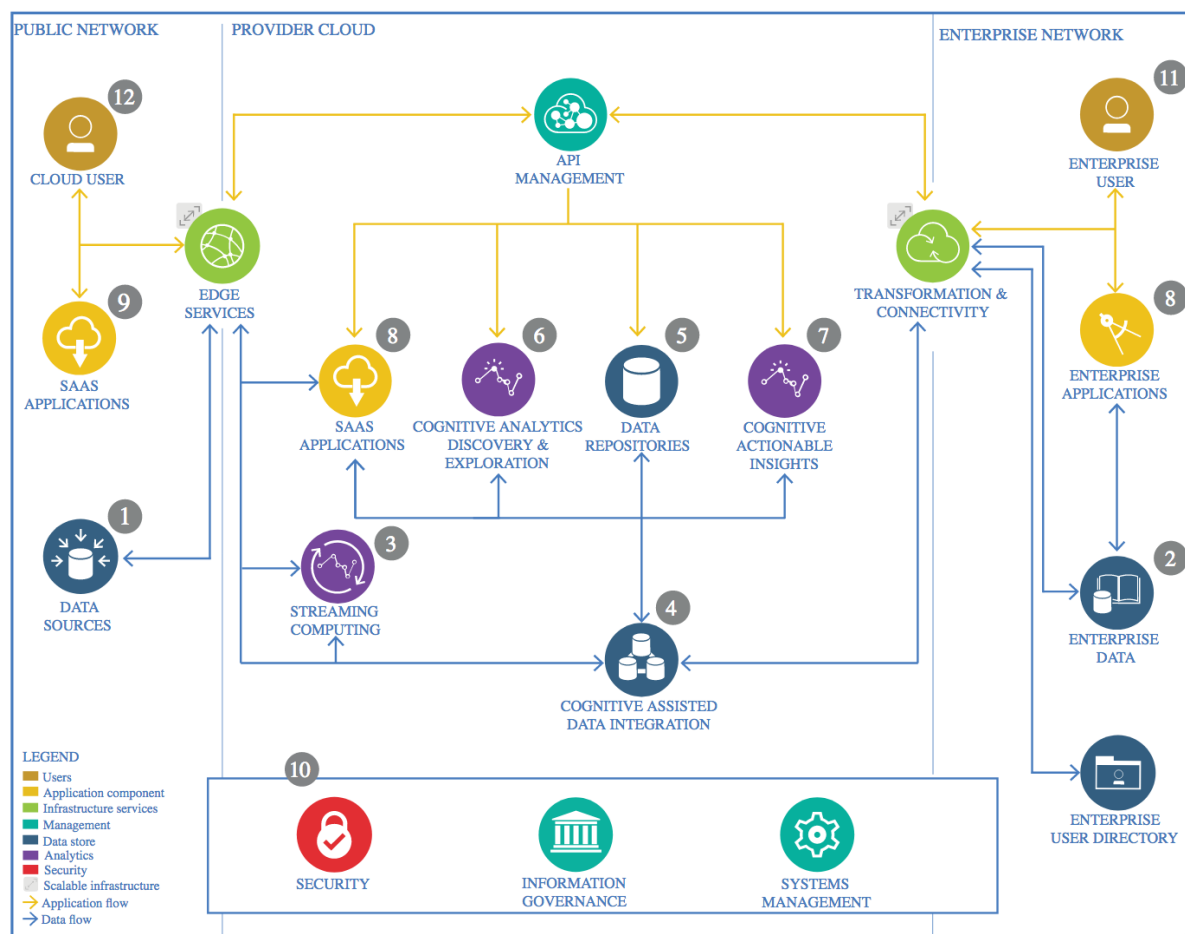 PUBLIC NETWORK
PROVIDER CLOUD
ENTERPRISE NETWORK
12
CLOUD USER
API
MANAGEMENT
11
ENTERPRISE
USER
EDGE
SERVICES
TRANSFORMATION &
CONNECTIVITY
9
SAAS
APPLICATIONS
8
SAAS
APPLICATIONS
6
COGNITIVE ANALYTICS
DISCOVERY &
EXPLORATION
5
DATA
REPOSITORIES
7
COGNITIVE
ACTIONABLE
INSIGHTS
8
ENTERPRISE
APPLICATIONS
1
DATA
SOURCES
3
STREAMING
COMPUTING
4
COGNITIVE ASSISTED
DATA INTEGRATION
2
ENTERPRISE
DATA
ENTERPRISE
USER DIRECTORY
LEGEND
Users
Application component
Infrastructure services
Management
Data store
Analytics
Security
Scalable infrastructure
Application flow
Data flow
10
SECURITY
INFORMATION
GOVERNANCE
SYSTEMS
MANAGEMENT